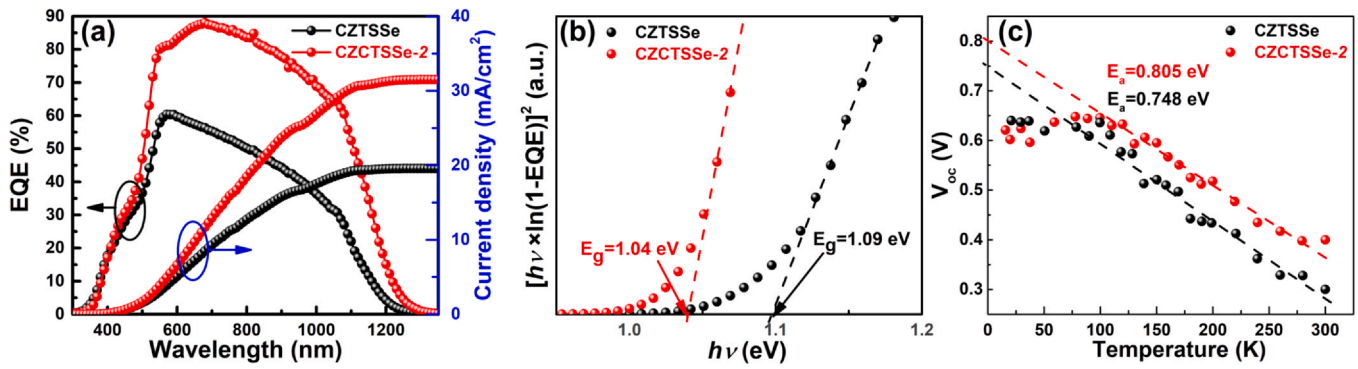 (a)
CZTSSe
CZCTSSe-2
EQE (%)
90
80
70
60
50
40
30
20
10
0
Current density (mA/cm²)
40
30
20
10
0
400 600 800 1000 1200
Wavelength (nm)
(b)
CZTSSe
CZCTSSe-2
[hν ×ln(1-EQE)]² (a.u.)
Eg=1.04 eV
Eg=1.09 eV
1.0 1.1 1.2
hν (eV)
(c)
CZTSSe
CZCTSSe-2
Ea=0.805 eV
Ea=0.748 eV
Voc (V)
0.8
0.7
0.6
0.5
0.4
0.3
0 50 100 150 200 250 300
Temperature (K)